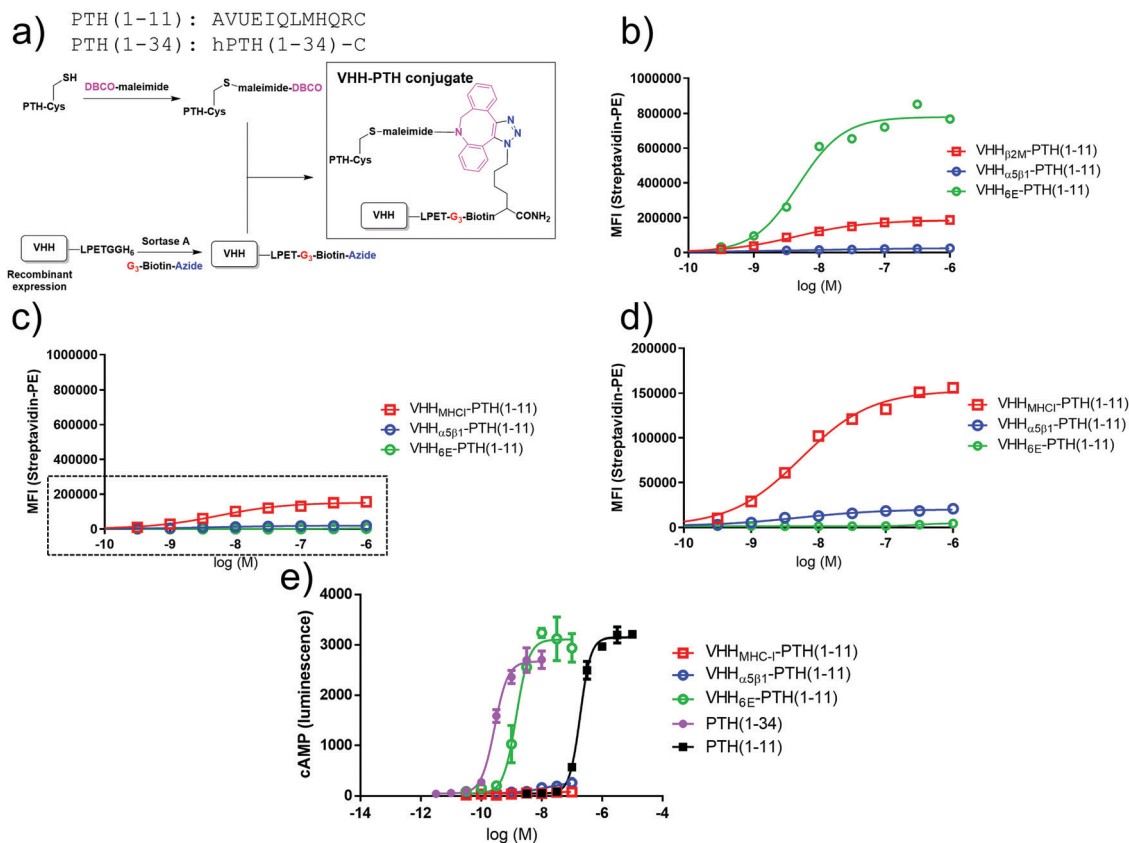 a)
PTH(1-11): AVUEIQLMHQRC
PTH(1-34): hPTH(1-34)-C
SH
PTH-Cys
DBCO-maleimide
S-maleimide-DBCO
PTH-Cys
VHH
LPETGGH6
Recombinant
expression
Sortase A
G3-Biotin-Azide
VHH
LPET-G3-Biotin-Azide
VHH-PTH conjugate
S-maleimide
PTH-Cys
N
N
N
N
VHH
LPET-G3-Biotin
CONH2
b)
MFI (Streptavidin-PE)
1000000
800000
600000
400000
200000
0
-10
-9
-8
-7
-6
log (M)
VHHβ2M-PTH(1-11)
VHHα5β1-PTH(1-11)
VHH6E-PTH(1-11)
c)
MFI (Streptavidin-PE)
1000000
800000
600000
400000
200000
0
-10
-9
-8
-7
-6
log (M)
VHHMHCI-PTH(1-11)
VHHα5β1-PTH(1-11)
VHH6E-PTH(1-11)
d)
MFI (Streptavidin-PE)
200000
150000
100000
50000
0
-10
-9
-8
-7
-6
log (M)
VHHMHCI-PTH(1-11)
VHHα5β1-PTH(1-11)
VHH6E-PTH(1-11)
e)
cAMP (luminescence)
4000
3000
2000
1000
0
-14
-12
-10
-8
-6
-4
log (M)
VHHMHC-I-PTH(1-11)
VHHα5β1-PTH(1-11)
VHH6E-PTH(1-11)
PTH(1-34)
PTH(1-11)